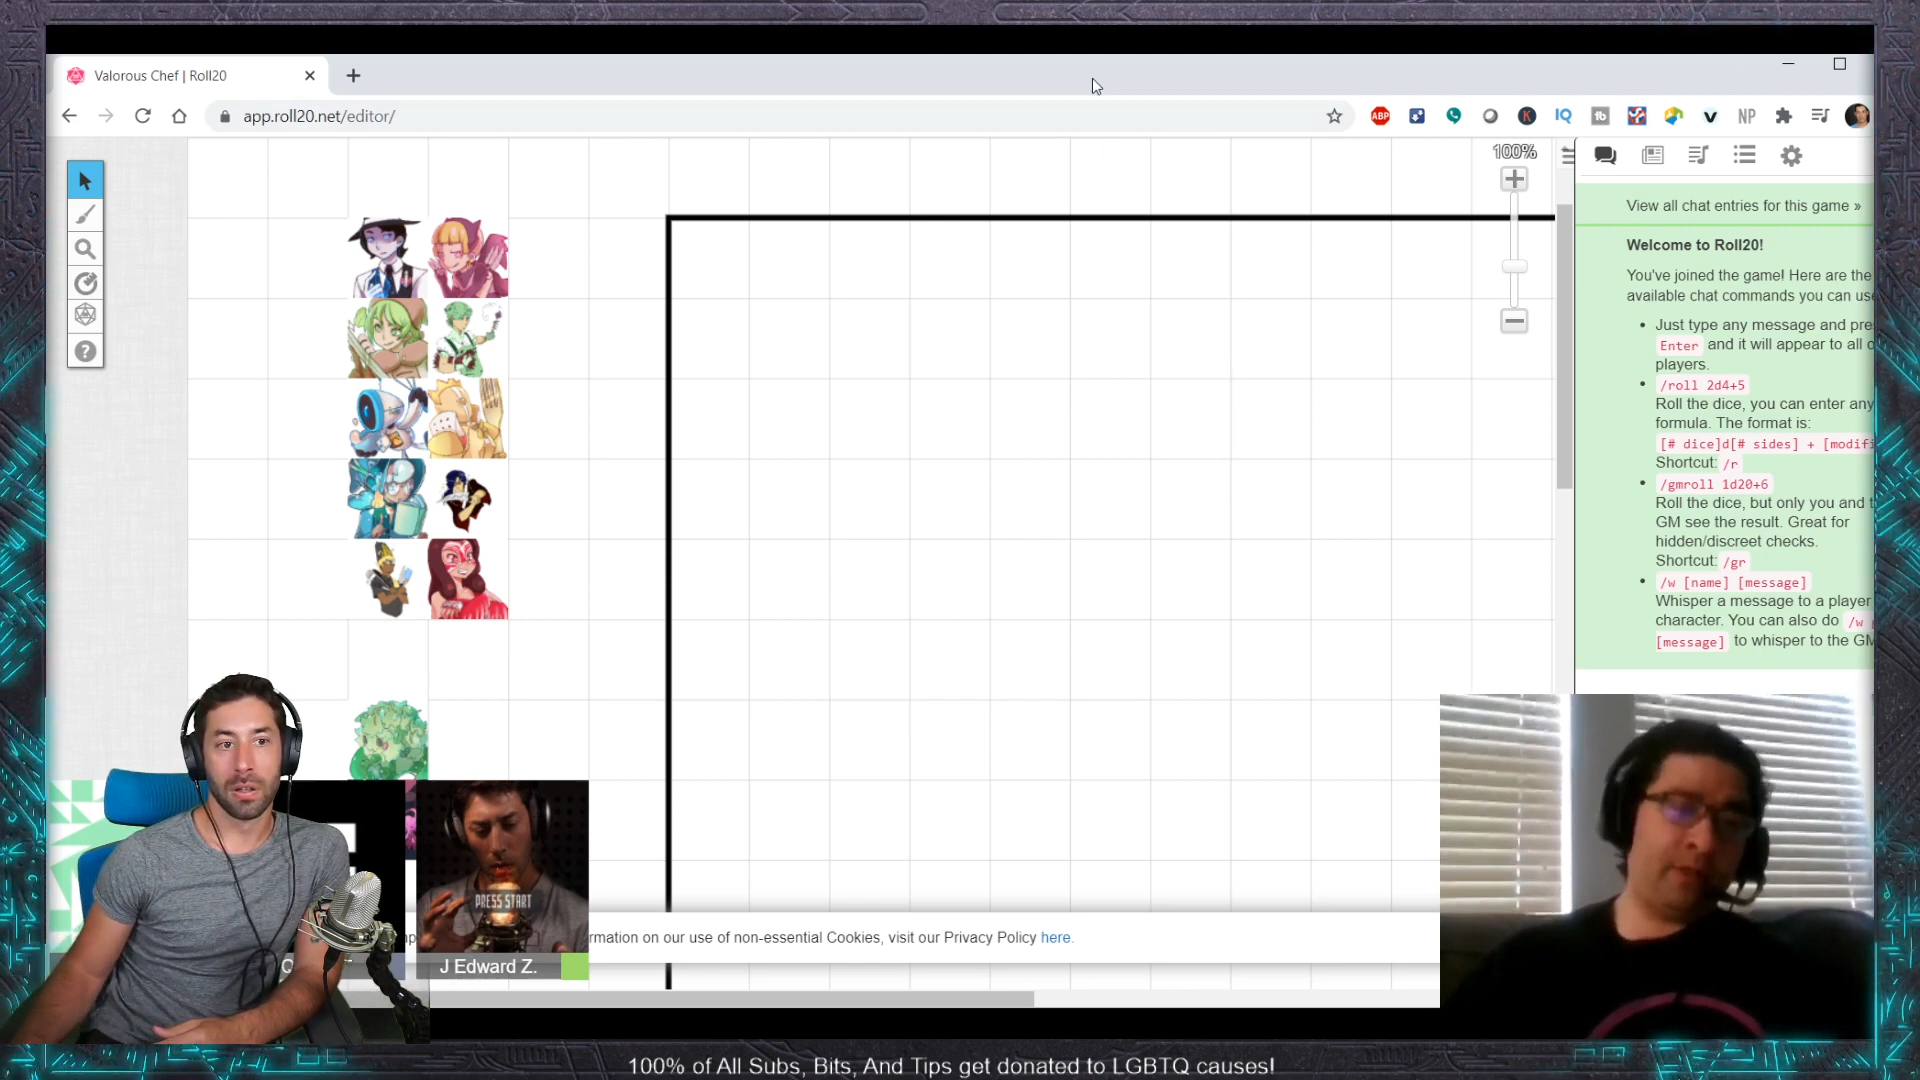 Valorous Chef | Roll20
app.roll20.net/editor/
ABP
IQ
NP
100%
View all chat entries for this game »
Welcome to Roll20!
You've joined the game! Here are the
available chat commands you can use
Just type any message and
Enter and it will appear to all
players.
/roll 2d4+5
Roll the dice, you can enter any
formula. The format is:
[# dice]d[# sides] +
Shortcut: /r
/gmroll 1d20+6
Roll the dice, but only you and
GM see the result. Great for
hidden/discreet checks.
Shortcut: /gr
/w [name] [message]
Whisper a message to a player
character. You can also do /w
[message] to whisper to the GM
PRESS START
on our use of non-essential Cookies, visit our Privacy Policy here.
J Edward Z.
100% of All Subs, Bits, And Tips get donated to LGBTQ causes!